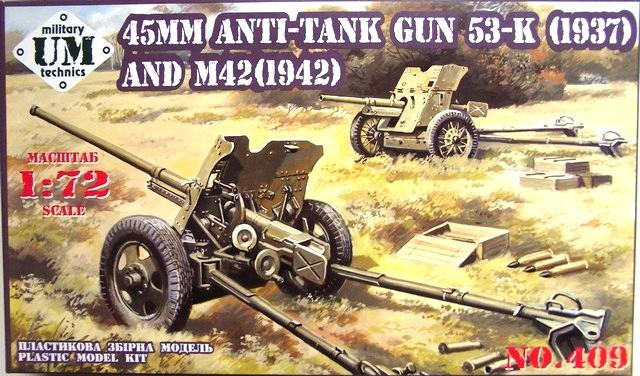 military
UM
technics
45MM ANTI-TANK GUN 53-K (1937)
AND M42(1942)
МАСШТАБ
1:72
SCALE
ПЛАСТИКОВА ЗБІРНА МОДЕЛЬ
PLASTIC MODEL KIT
NO.409